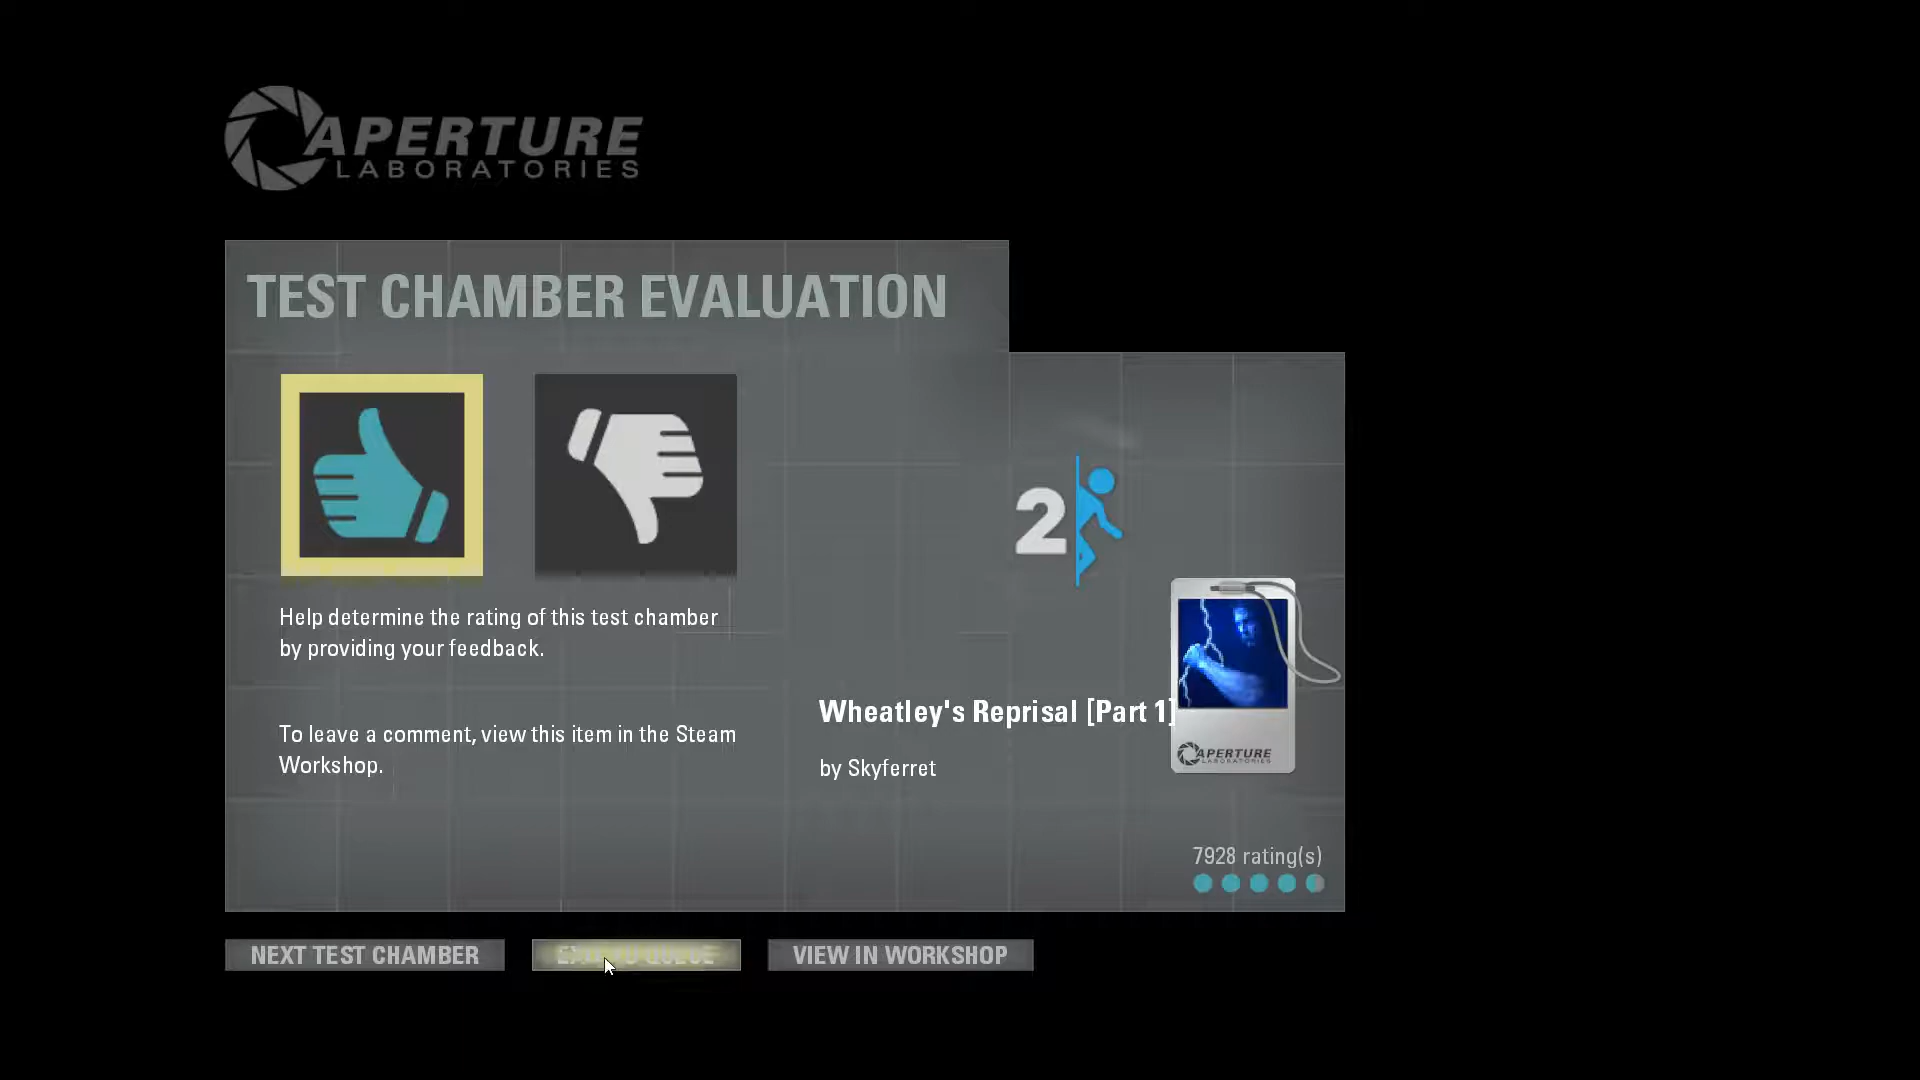 APERTURE
LABORATORIES
TEST CHAMBER EVALUATION
2
Help determine the rating of this test chamber
by providing your feedback.
To leave a comment, view this item in the Steam
Workshop.
Wheatley's Reprisal [Part 1]
by Skyferret
APERTURE
LABORATORIES
7928 rating(s)
NEXT TEST CHAMBER
QUEUE
VIEW IN WORKSHOP